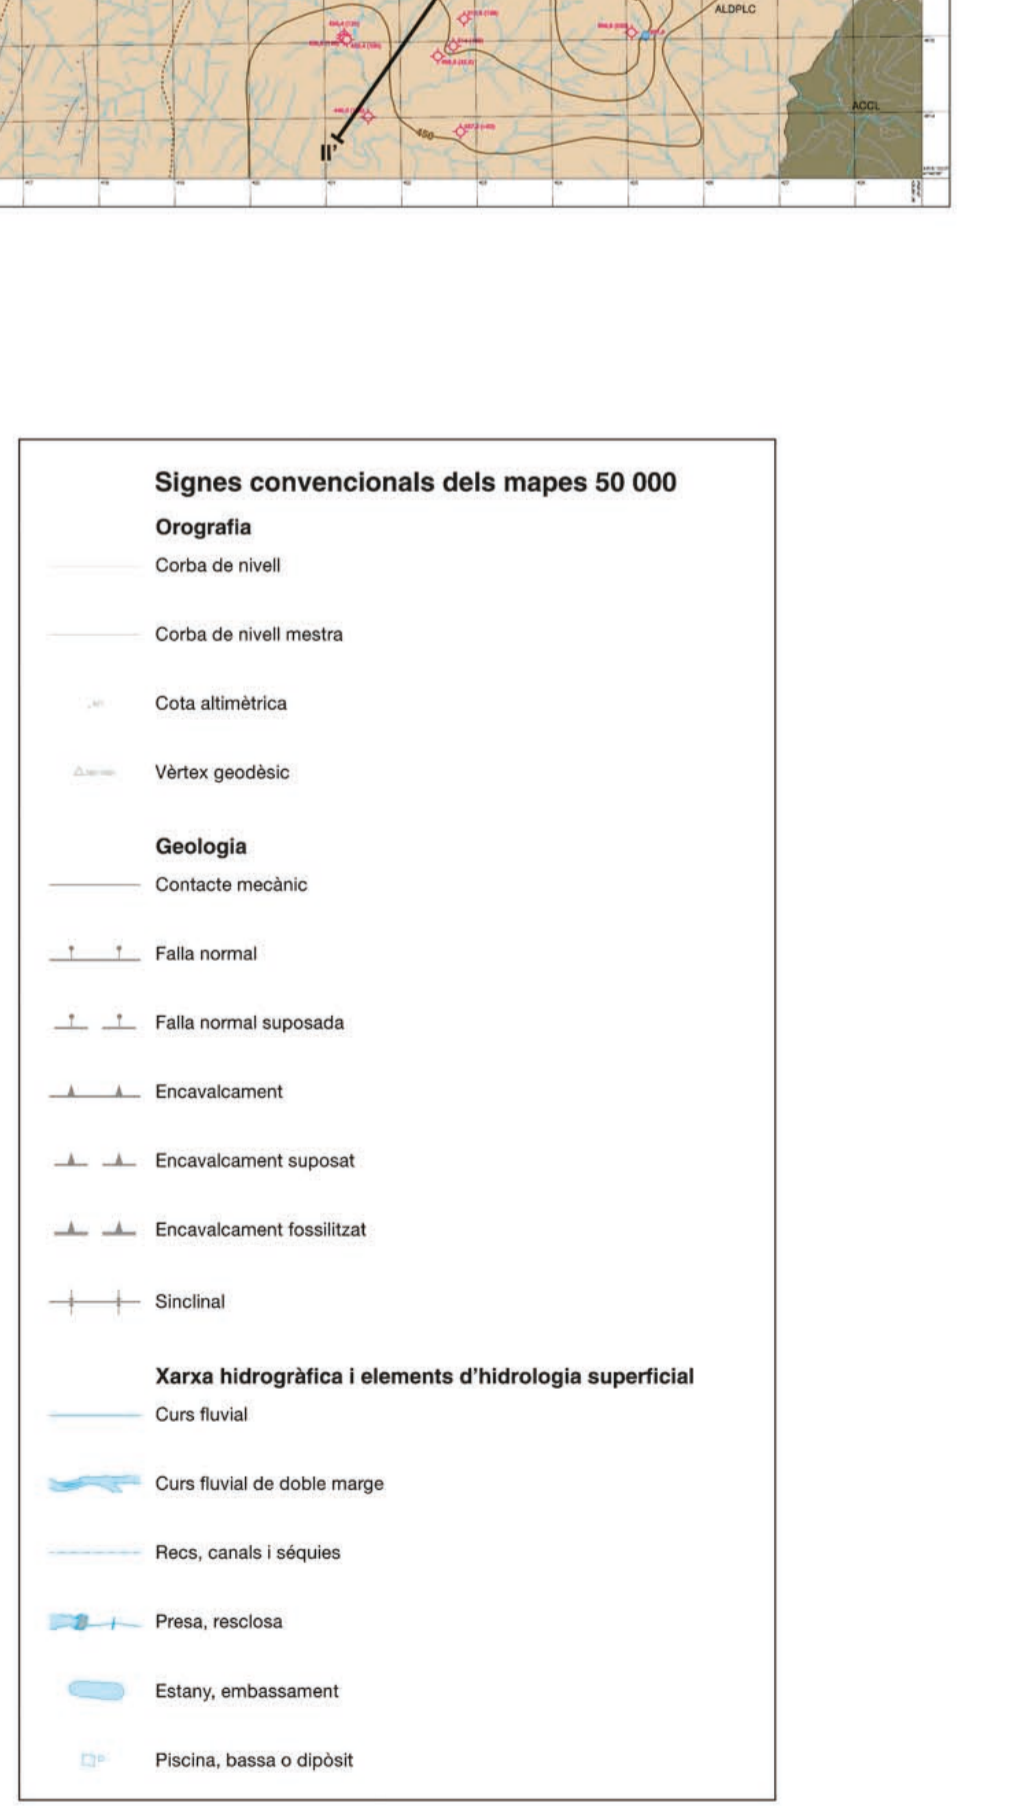 ALDPLC
ACCL
450
II'
Signes convencionals dels mapes 50 000
Orografia
Corba de nivell
Corba de nivell mestra
Cota altimètrica
Vèrtex geodèsic
Geologia
Contacte mecànic
Falla normal
Falla normal suposada
Encavalcament
Encavalcament suposat
Encavalcament fossilitzat
Sinclinal
Xarxa hidrogràfica i elements d'hidrologia superficial
Curs fluvial
Curs fluvial de doble marge
Recs, canals i séquies
Presa, resclosa
Estany, embassament
Piscina, bassa o dipòsit